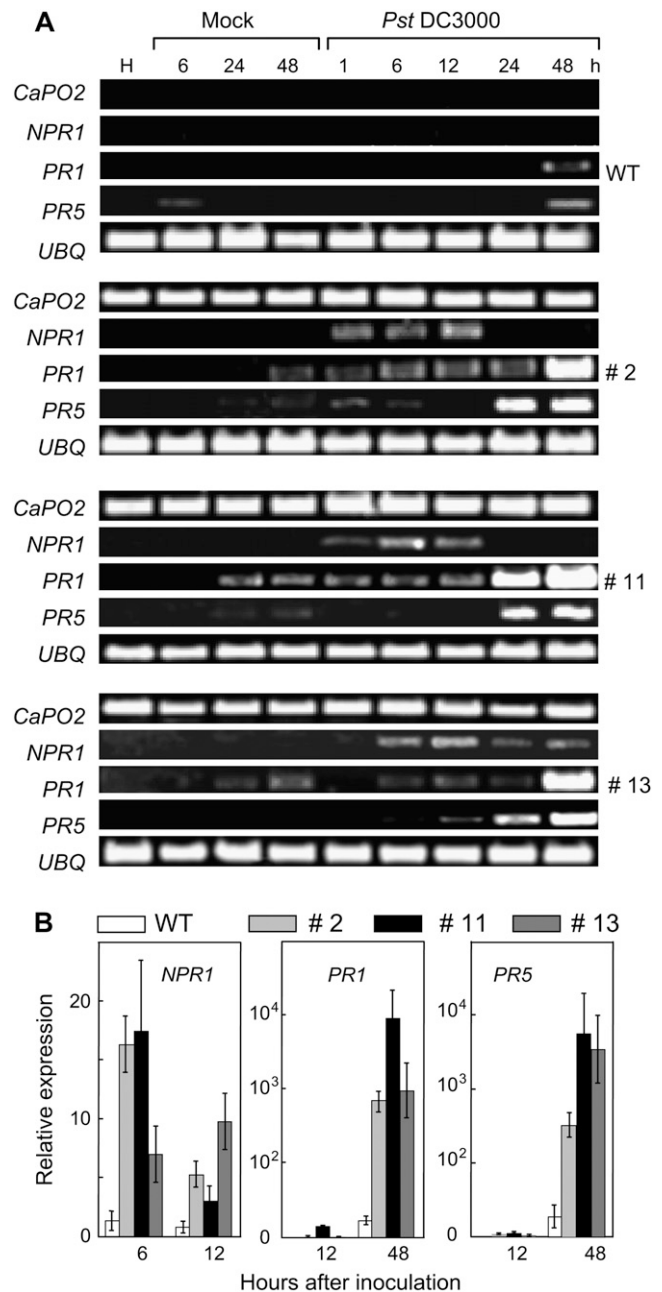 A
Mock
Pst DC3000
H 6 24 48 1 6 12 24 48 h
CaPO2
NPR1
PR1
WT
PR5
UBQ
CaPO2
NPR1
PR1
# 2
PR5
UBQ
CaPO2
NPR1
PR1
# 11
PR5
UBQ
CaPO2
NPR1
PR1
# 13
PR5
UBQ
B
WT # 2 # 11 # 13
NPR1 PR1 PR5
Relative expression
20
10
0
10⁴
10³
10²
0
10⁴
10³
10²
0
6 12 12 48 12 48
Hours after inoculation